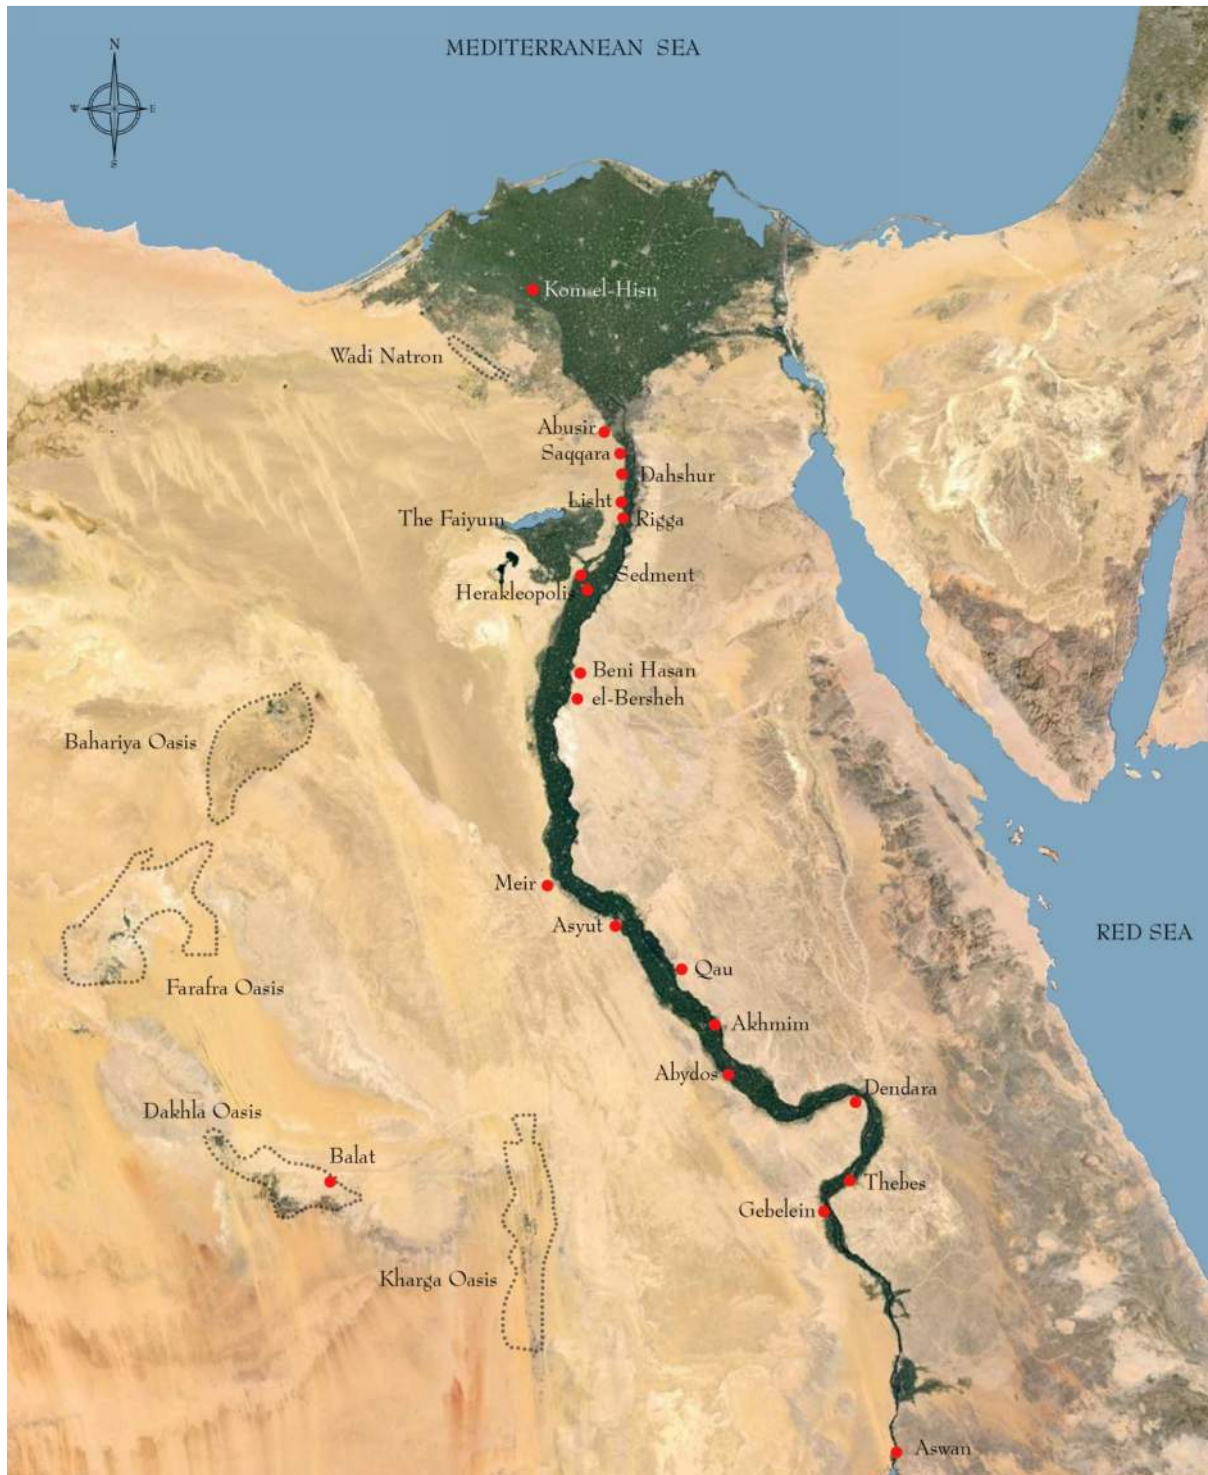 MEDITERRANEAN SEA
N
W
E
S
Kom el-Hisn
Wadi Natron
Abusir
Saqqara
Dahshur
Lisht
The Faiyum
Rigga
Sedment
Herakleopolis
Beni Hasan
el-Bersheh
Bahariya Oasis
Meir
Asyut
RED SEA
Qau
Farafra Oasis
Akhmim
Abydos
Dendara
Dakhla Oasis
Balat
Thebes
Gebelein
Kharga Oasis
Aswan